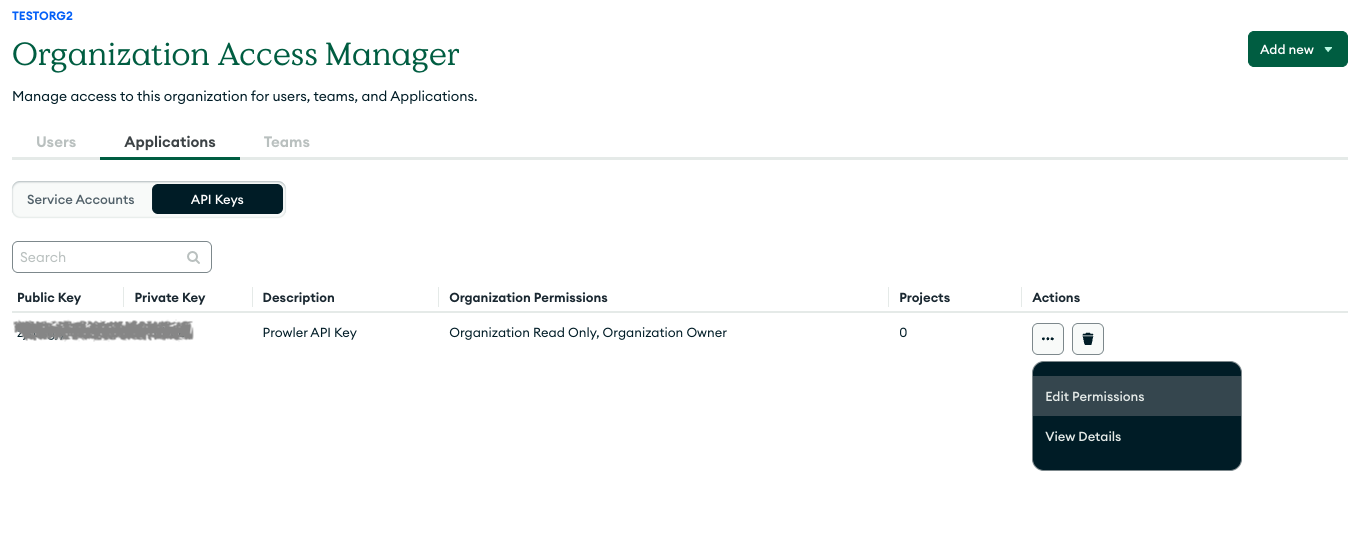 TESTORG2
Organization Access Manager
Add new
Manage access to this organization for users, teams, and Applications.
Users Applications Teams
Service Accounts API Keys
Search
Public Key Private Key Description Organization Permissions Projects Actions
Prowler API Key Organization Read Only, Organization Owner 0
Edit Permissions
View Details